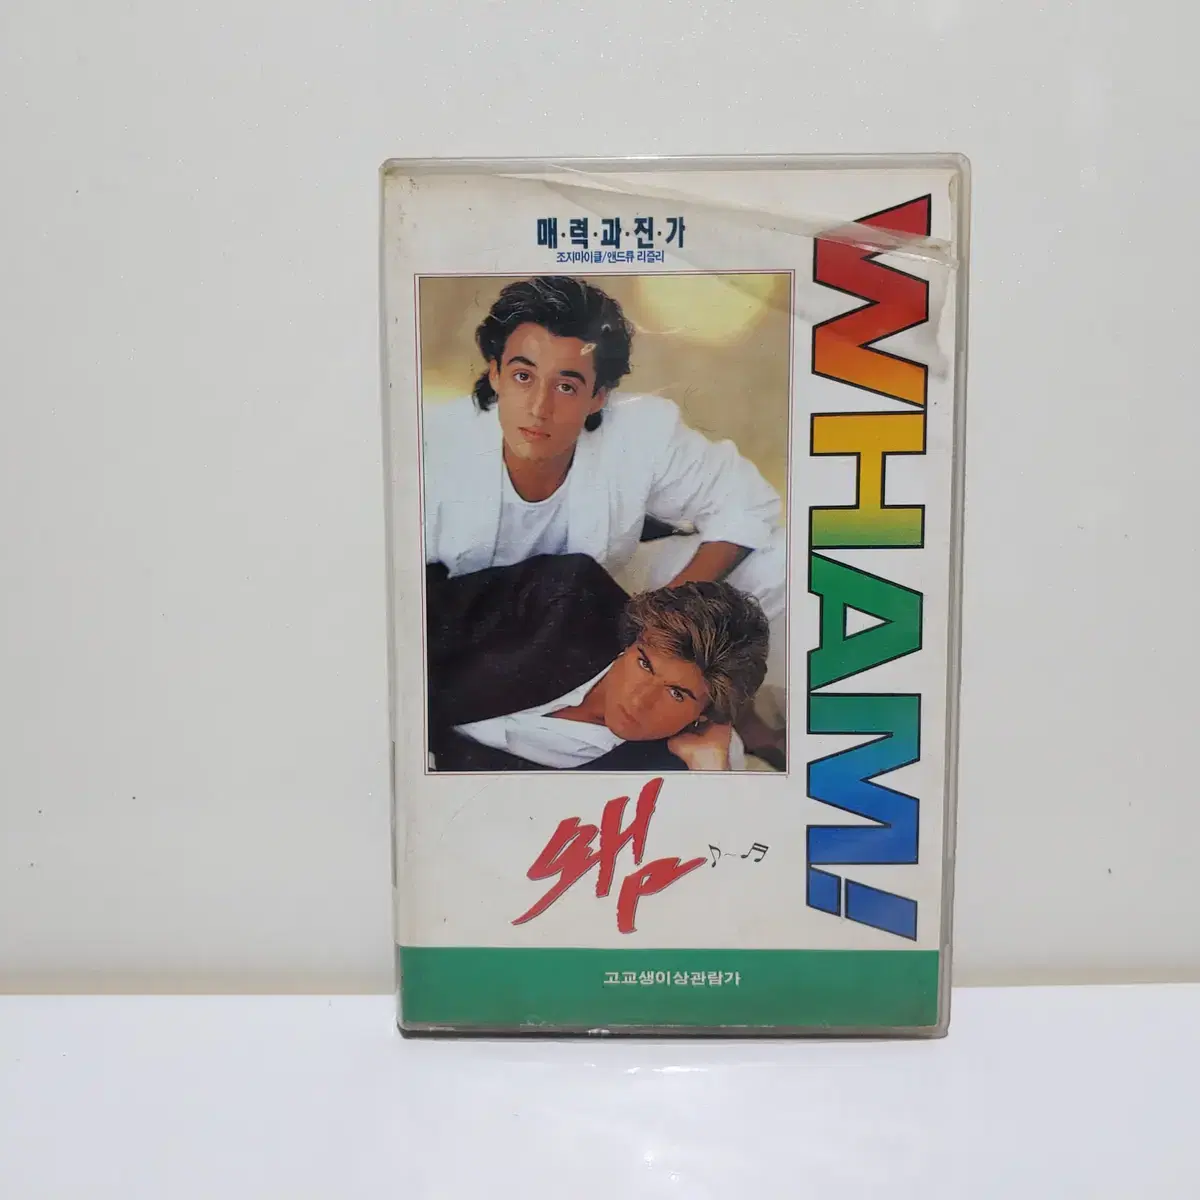 매·력·과·진·가
조지마이클/앤드류 리즐리
WHAM!
왬
고교생이상관람가